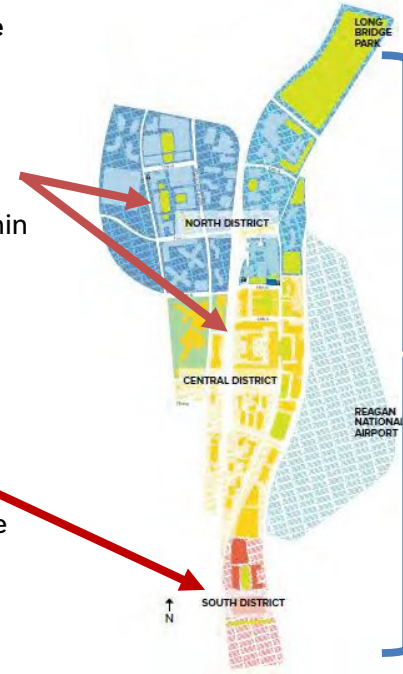 e
LONG
BRIDGE
PARK
hin
NORTH DISTRICT
CENTRAL DISTRICT
REAGAN
NATIONAL
AIRPORT
e
SOUTH DISTRICT
N